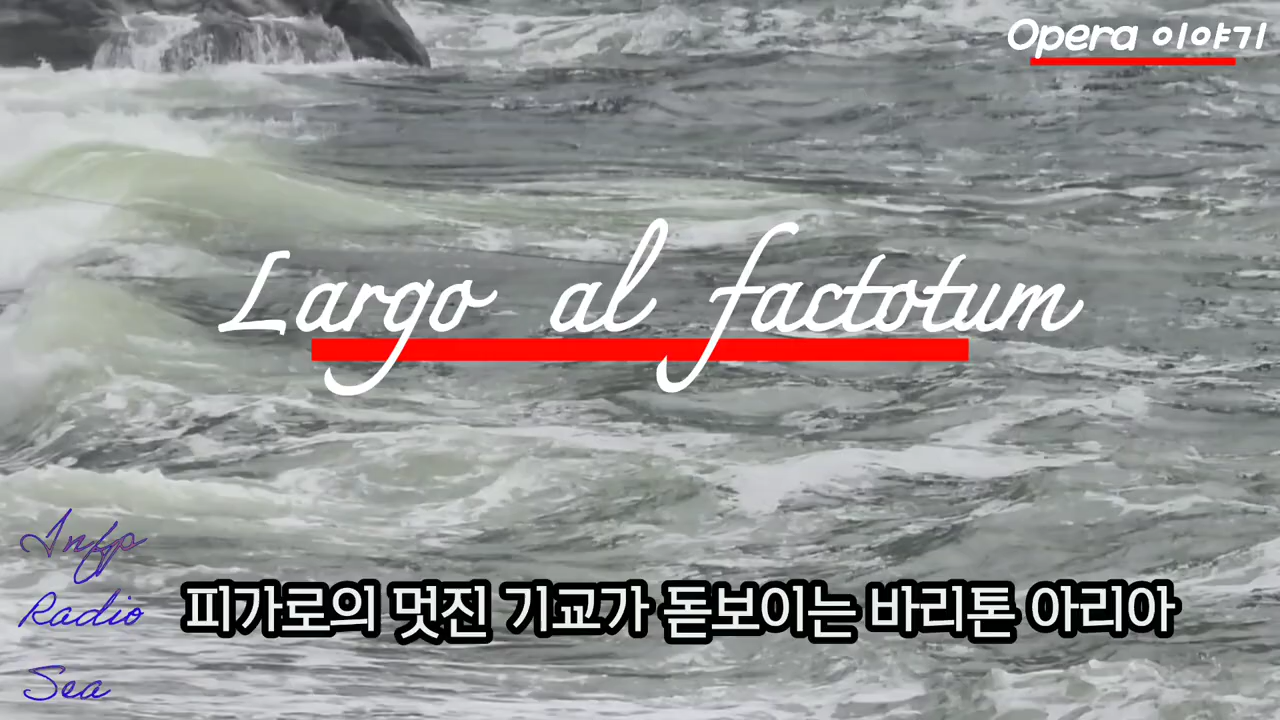 Opera 이야기
Largo al factotum
Infp
Radio
Sea
피가로의 멋진 기교가 돋보이는 바리톤 아리아